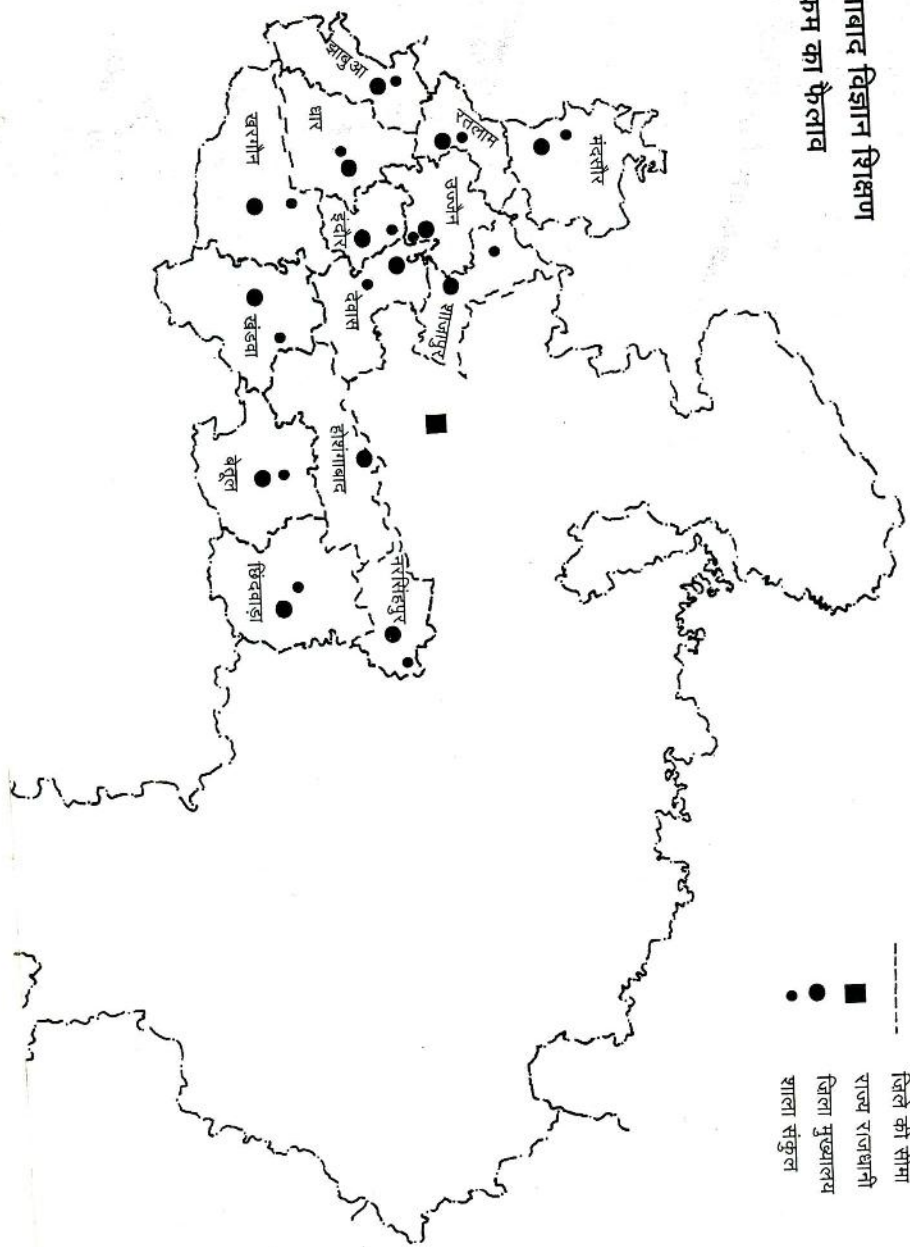 ाबाद विज्ञान शिक्षण
क्रम का फैलाव
जिले की सीमा
राज्य राजधानी
जिला मुख्यालय
शाला संकुल
मंदसौर
रतलाम
झाबुआ
उज्जैन
शाजापुर
धार
इंदौर
देवास
खरगौन
खंडवा
होशंगाबाद
नरसिंहपुर
बैतूल
छिंदवाड़ा